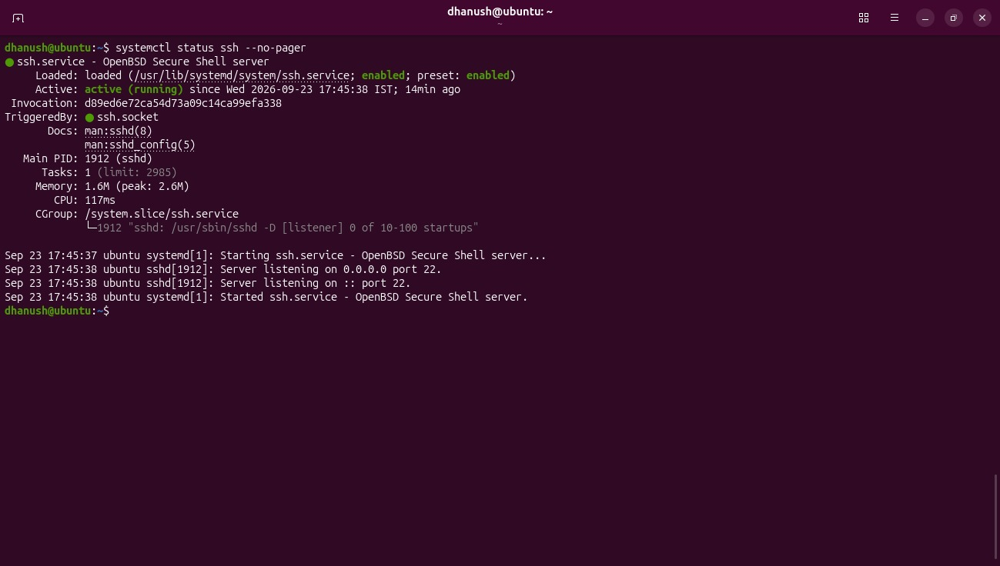 dhanush@ubuntu: ~
~
dhanush@ubuntu:~$ systemctl status ssh --no-pager
● ssh.service - OpenBSD Secure Shell server
     Loaded: loaded (/usr/lib/systemd/system/ssh.service; enabled; preset: enabled)
     Active: active (running) since Wed 2026-09-23 17:45:38 IST; 14min ago
 Invocation: d89ed6e72ca54d73a09c14ca99efa338
TriggeredBy: ● ssh.socket
       Docs: man:sshd(8)
             man:sshd_config(5)
   Main PID: 1912 (sshd)
      Tasks: 1 (limit: 2985)
     Memory: 1.6M (peak: 2.6M)
        CPU: 117ms
     CGroup: /system.slice/ssh.service
             └─1912 "sshd: /usr/sbin/sshd -D [listener] 0 of 10-100 startups"
Sep 23 17:45:37 ubuntu systemd[1]: Starting ssh.service - OpenBSD Secure Shell server...
Sep 23 17:45:38 ubuntu sshd[1912]: Server listening on 0.0.0.0 port 22.
Sep 23 17:45:38 ubuntu sshd[1912]: Server listening on :: port 22.
Sep 23 17:45:38 ubuntu systemd[1]: Started ssh.service - OpenBSD Secure Shell server.
dhanush@ubuntu:~$